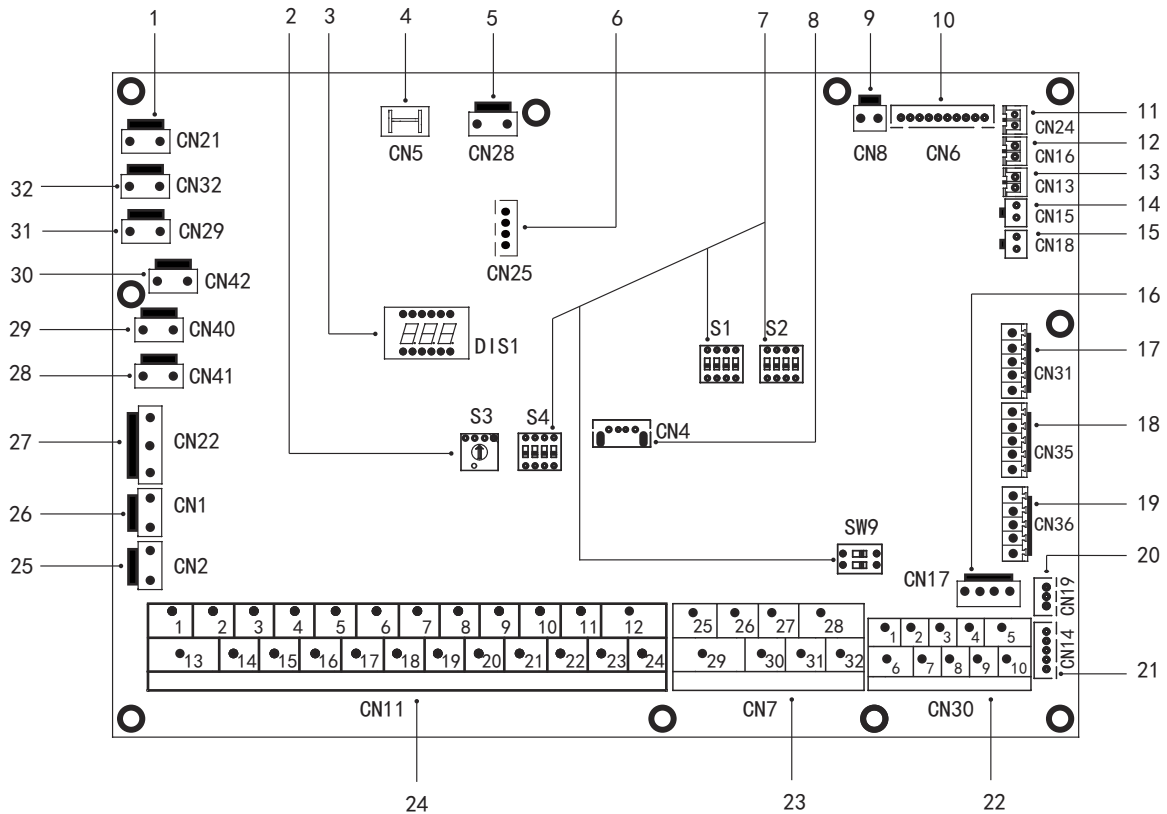 1 2 3 4 5 6 7 8 9 10
CN21 CN5 CN28 CN8 CN6 CN24 11
CN16 12
32 CN32 CN13 13
31 CN29 CN15 14
CN25 CN18 15
30 CN42
16
29 CN40 DIS1 S1 S2
28 CN41 CN31 17
27 CN22 S3 S4 CN4 CN35 18
8.8.8.
26 CN1 CN36 19
SW9
25 CN2 CN17 CN19 20
1 2 3 4 5 6 7 8 9 10 11 12 25 26 27 28 1 2 3 4 5
13 14 15 16 17 18 19 20 21 22 23 24 29 30 31 32 6 7 8 9 10 CN14 21
CN11 CN7 CN30
24 23 22